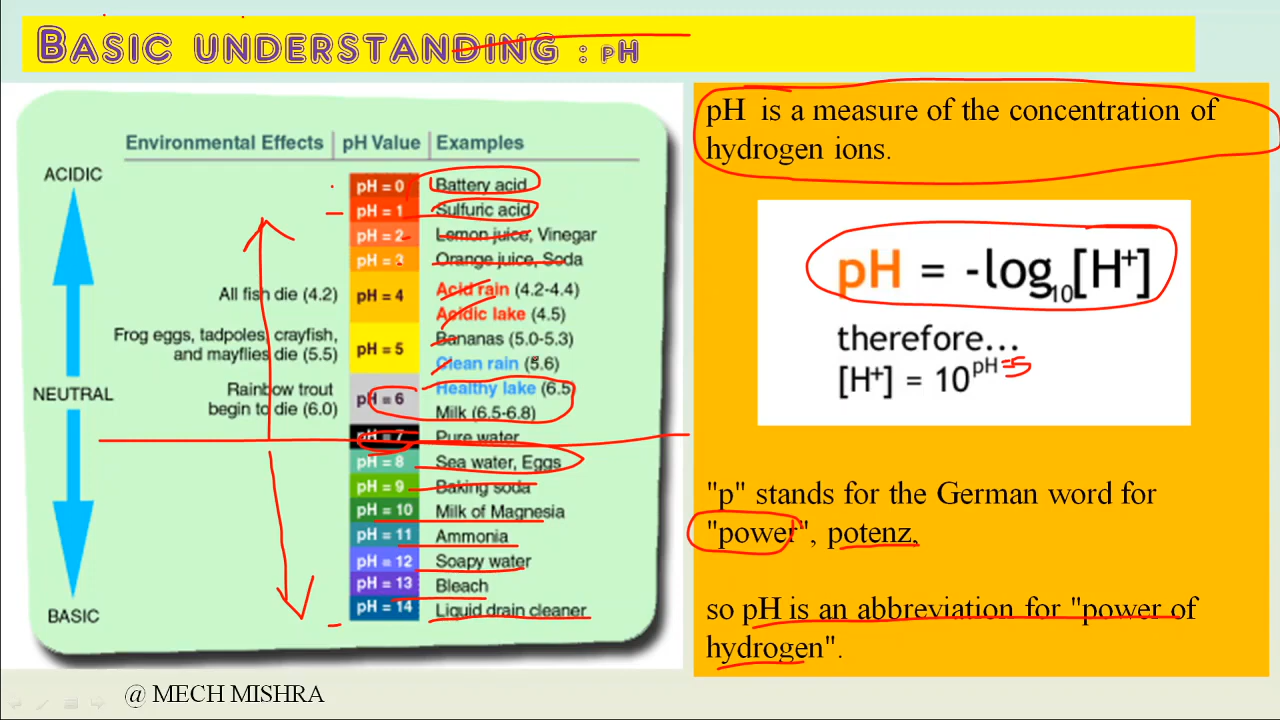 BASIC UNDERSTANDING : PH
Environmental Effects pH Value Examples
ACIDIC
pH = 0 Battery acid
pH = 1 Sulfuric acid
pH = 2 Lemon juice, Vinegar
pH = 3 Orange juice, Soda
All fish die (4.2) pH = 4 Acid rain (4.2-4.4)
Acidic lake (4.5)
Frog eggs, tadpoles, crayfish,
and mayflies die (5.5) pH = 5 Bananas (5.0-5.3)
Clean rain (5.6)
NEUTRAL
Rainbow trout
begin to die (6.0) pH = 6 Healthy lake (6.5)
Milk (6.5-6.8)
pH = 7 Pure water
pH = 8 Sea water, Eggs
pH = 9 Baking soda
pH = 10 Milk of Magnesia
pH = 11 Ammonia
pH = 12 Soapy water
pH = 13 Bleach
pH = 14 Liquid drain cleaner
BASIC
pH is a measure of the concentration of
hydrogen ions.
pH = -log10[H+]
therefore...
[H+] = 10pH=5
"p" stands for the German word for
"power", potenz,
so pH is an abbreviation for "power of
hydrogen".
@ MECH MISHRA